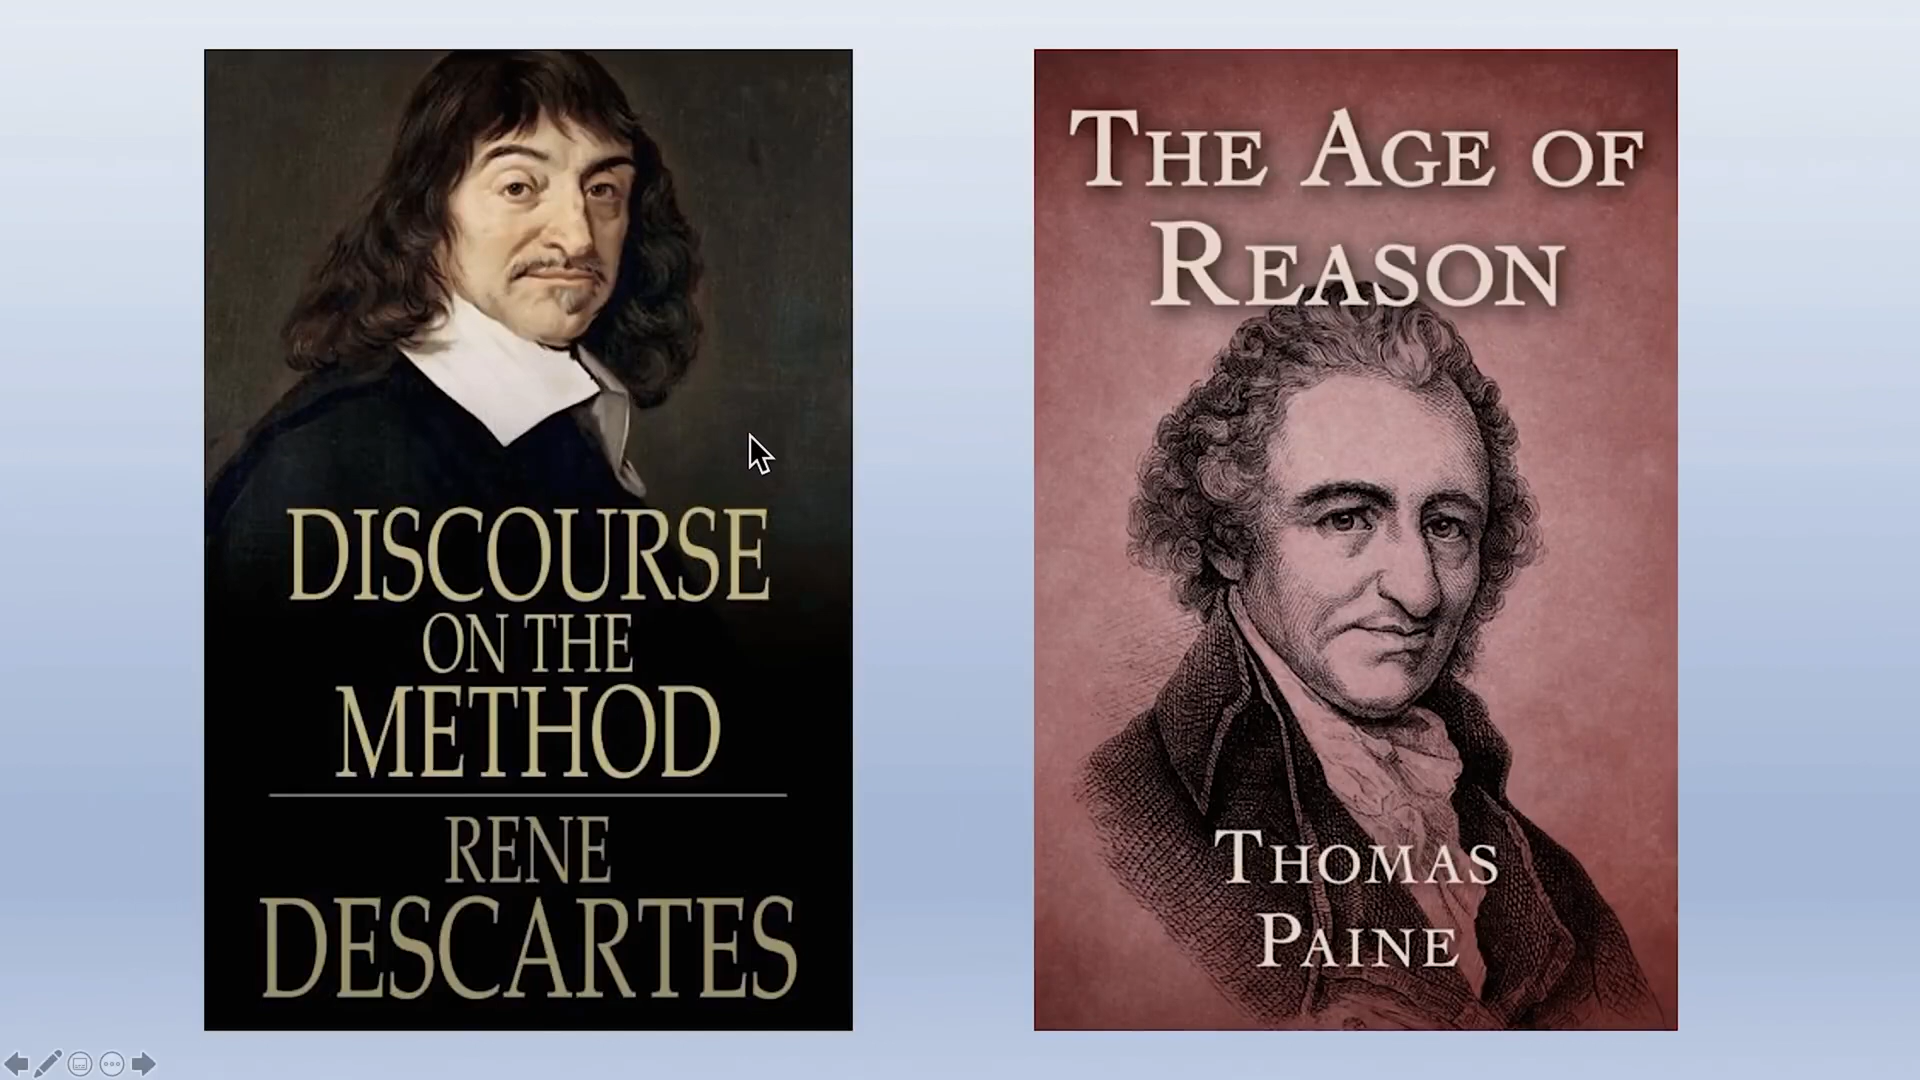 DISCOURSE
ON THE
METHOD
RENE
DESCARTES
THE AGE OF
REASON
THOMAS
PAINE